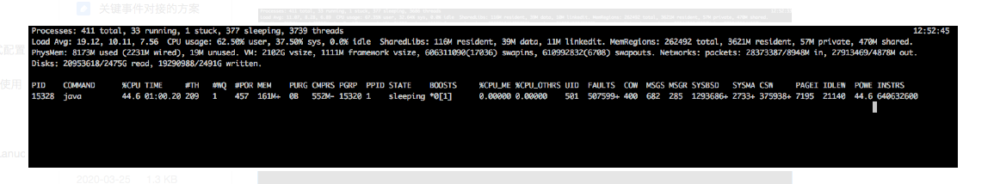 关键事件对接的方案
Processes: 411 total, 33 running, 1 stuck, 377 sleeping, 3739 threads 12:52:45
Load Avg: 19.12, 10.11, 7.56 CPU usage: 62.50% user, 37.50% sys, 0.0% idle SharedLibs: 116M resident, 39M data, 11M linkedit. MemRegions: 262492 total, 3621M resident, 57M private, 470M shared.
PhysMem: 8173M used (2231M wired), 19M unused. VM: 2102G vsize, 1111M framework vsize, 606311090(17036) swapins, 610992832(6708) swapouts. Networks: packets: 28373387/8948M in, 27913469/4878M out.
Disks: 20953618/2475G read, 19290988/2491G written.
PID COMMAND %CPU TIME #TH #WQ #POR MEM PURG CMPRS PGRP PPID STATE BOOSTS %CPU_ME %CPU_OTHRS UID FAULTS COW MSGS MSGR SYSBSD SYSMA CSW PAGEI IDLEW POWE INSTRS
15328 java 44.6 01:00.20 209 1 457 161M+ 0B 552M- 15320 1 sleeping *0[1] 0.00000 0.00000 501 507599+ 400 682 285 1293686+ 2733+ 375938+ 7195 21140 44.6 640632600
使用
2020-03-25 1.3 KB